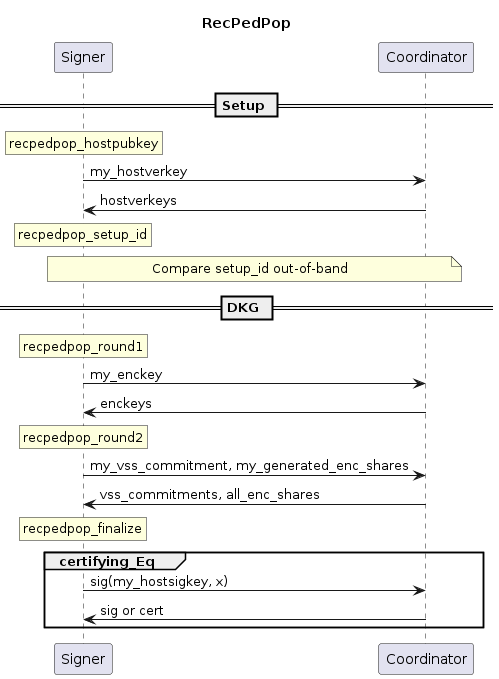 RecPedPop
Signer
Coordinator
Setup
recpedpop_hostpubkey
my_hostverkey
hostverkeys
recpedpop_setup_id
Compare setup_id out-of-band
DKG
recpedpop_round1
my_enckey
enckeys
recpedpop_round2
my_vss_commitment, my_generated_enc_shares
vss_commitments, all_enc_shares
recpedpop_finalize
certifying_Eq
sig(my_hostsigkey, x)
sig or cert
Signer
Coordinator